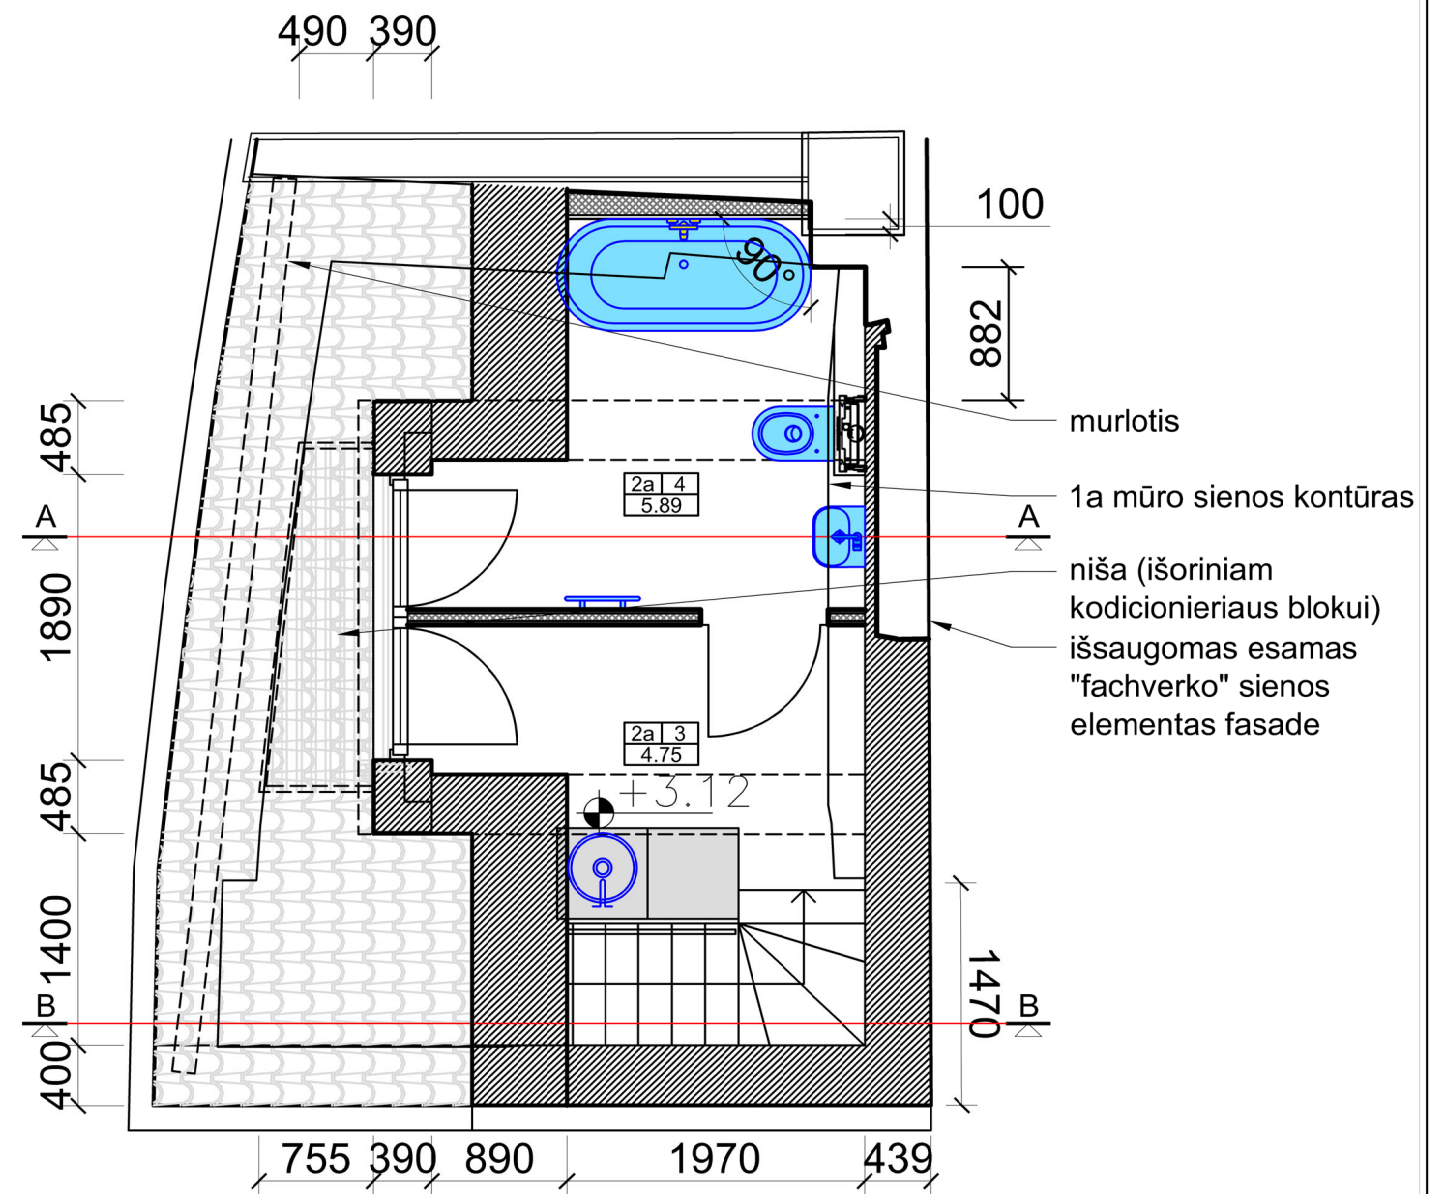 490 390
100
882
485
murlotis
2a 4
5.89
1a mūro sienos kontūras
A
A
niša (išoriniam
kodicionieriaus blokui)
1890
išsaugomas esamas
"fachverko" sienos
elementas fasade
90
2a 3
4.75
+3.12
485
1400
1470
B
B
400
755 390 890 1970 439